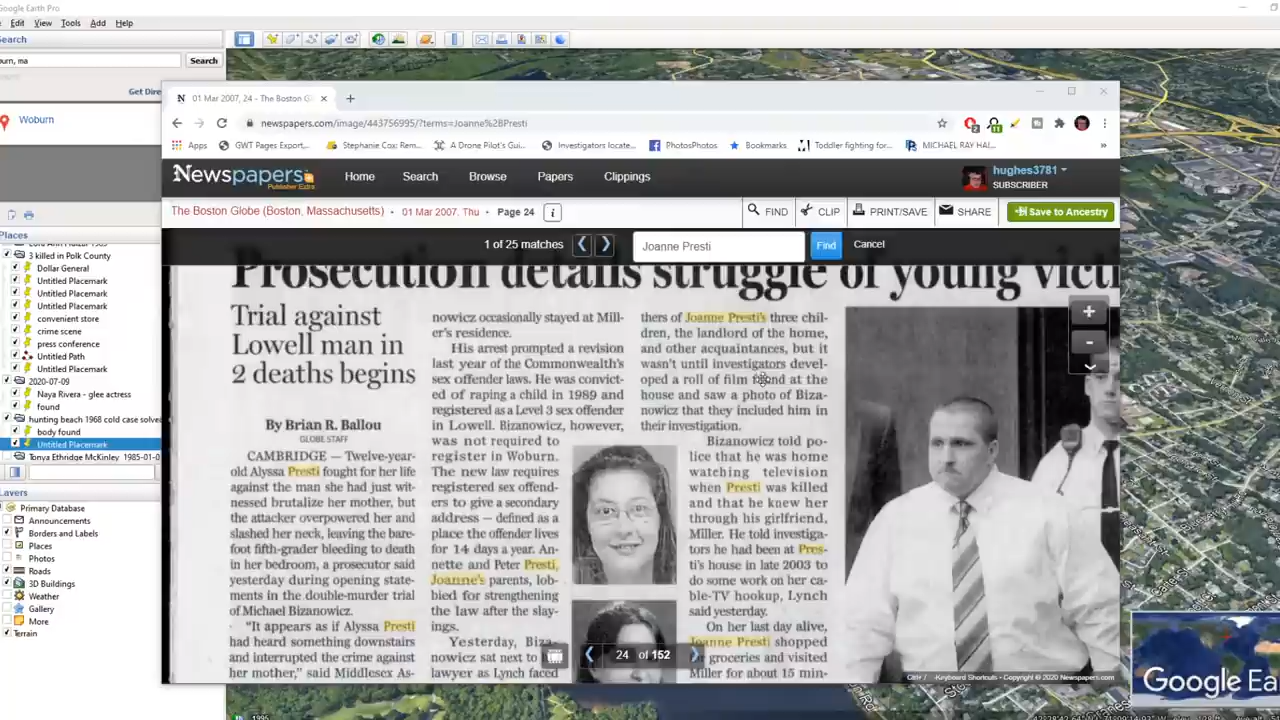 Google Earth Pro
Edit View Tools Add Help
Search
urn, ma
Search
Get Dire
Woburn
Places
3 killed in Polk County
Dollar General
Untitled Placemark
Untitled Placemark
Untitled Placemark
convenient store
crime scene
press conference
Untitled Path
Untitled Placemark
2020-07-09
Naya Rivera - glee actress
found
hunting beach 1968 cold case solved
body found
Untitled Placemark
Tonya Ethridge McKinley 1985-01-0
Layers
Primary Database
Announcements
Borders and Labels
Places
Photos
Roads
3D Buildings
Weather
Gallery
More
Terrain
N 01 Mar 2007, 24 - The Boston G
newspapers.com/image/443756995/?terms=Joanne%2BPresti
2
11
Apps
GWT Pages Export,...
Stephanie Cox: Rem...
A Drone Pilot's Gui...
Investigators locate...
PhotosPhotos
Bookmarks
Toddler fighting for...
MICHAEL RAY HAI...
»
Newspapers
Publisher Extra
Home
Search
Browse
Papers
Clippings
hughes3781
SUBSCRIBER
The Boston Globe (Boston, Massachusetts)
01 Mar 2007, Thu
Page 24
FIND
CLIP
PRINT/SAVE
SHARE
Save to Ancestry
1 of 25 matches
Joanne Presti
Find
Cancel
Prosecution details struggle of young victi
Trial against
Lowell man in
2 deaths begins
By Brian R. Ballou
GLOBE STAFF
CAMBRIDGE — Twelve-year-
old Alyssa Presti fought for her life
against the man she had just wit-
nessed brutalize her mother, but
the attacker overpowered her and
slashed her neck, leaving the bare-
foot fifth-grader bleeding to death
in her bedroom, a prosecutor said
yesterday during opening state-
ments in the double-murder trial
of Michael Bizanowicz.
"It appears as if Alyssa Presti
had heard something downstairs
and interrupted the crime against
her mother," said Middlesex As-
nowicz occasionally stayed at Mill-
er's residence.
His arrest prompted a revision
last year of the Commonwealth's
sex offender laws. He was convict-
ed of raping a child in 1989 and
registered as a Level 3 sex offender
in Lowell. Bizanowicz, however,
was not required to
register in Woburn.
The new law requires
registered sex offend-
ers to give a secondary
address — defined as a
place the offender lives
for 14 days a year. An-
nette and Peter Presti,
Joanne's parents, lob-
bied for strengthening
the law after the slay-
ings.
Yesterday, Biza-
nowicz sat next to
lawyer as Lynch faced
thers of Joanne Presti's three chil-
dren, the landlord of the home,
and other acquaintances, but it
wasn't until investigators devel-
oped a roll of film found at the
house and saw a photo of Biza-
nowicz that they included him in
their investigation.
Bizanowicz told po-
lice that he was home
watching television
when Presti was killed
and that he knew her
through his girlfriend,
Miller. He told investiga-
tors he had been at Pres-
ti's house in late 2003 to
do some work on her ca-
ble-TV hookup, Lynch
said yesterday.
On her last day alive,
Joanne Presti shopped
for groceries and visited
Miller for about 15 min-
24 of 152
Ctrl+ / -Keyboard Shortcuts - Copyright © 2020 Newspapers.com
1995
Google Ea